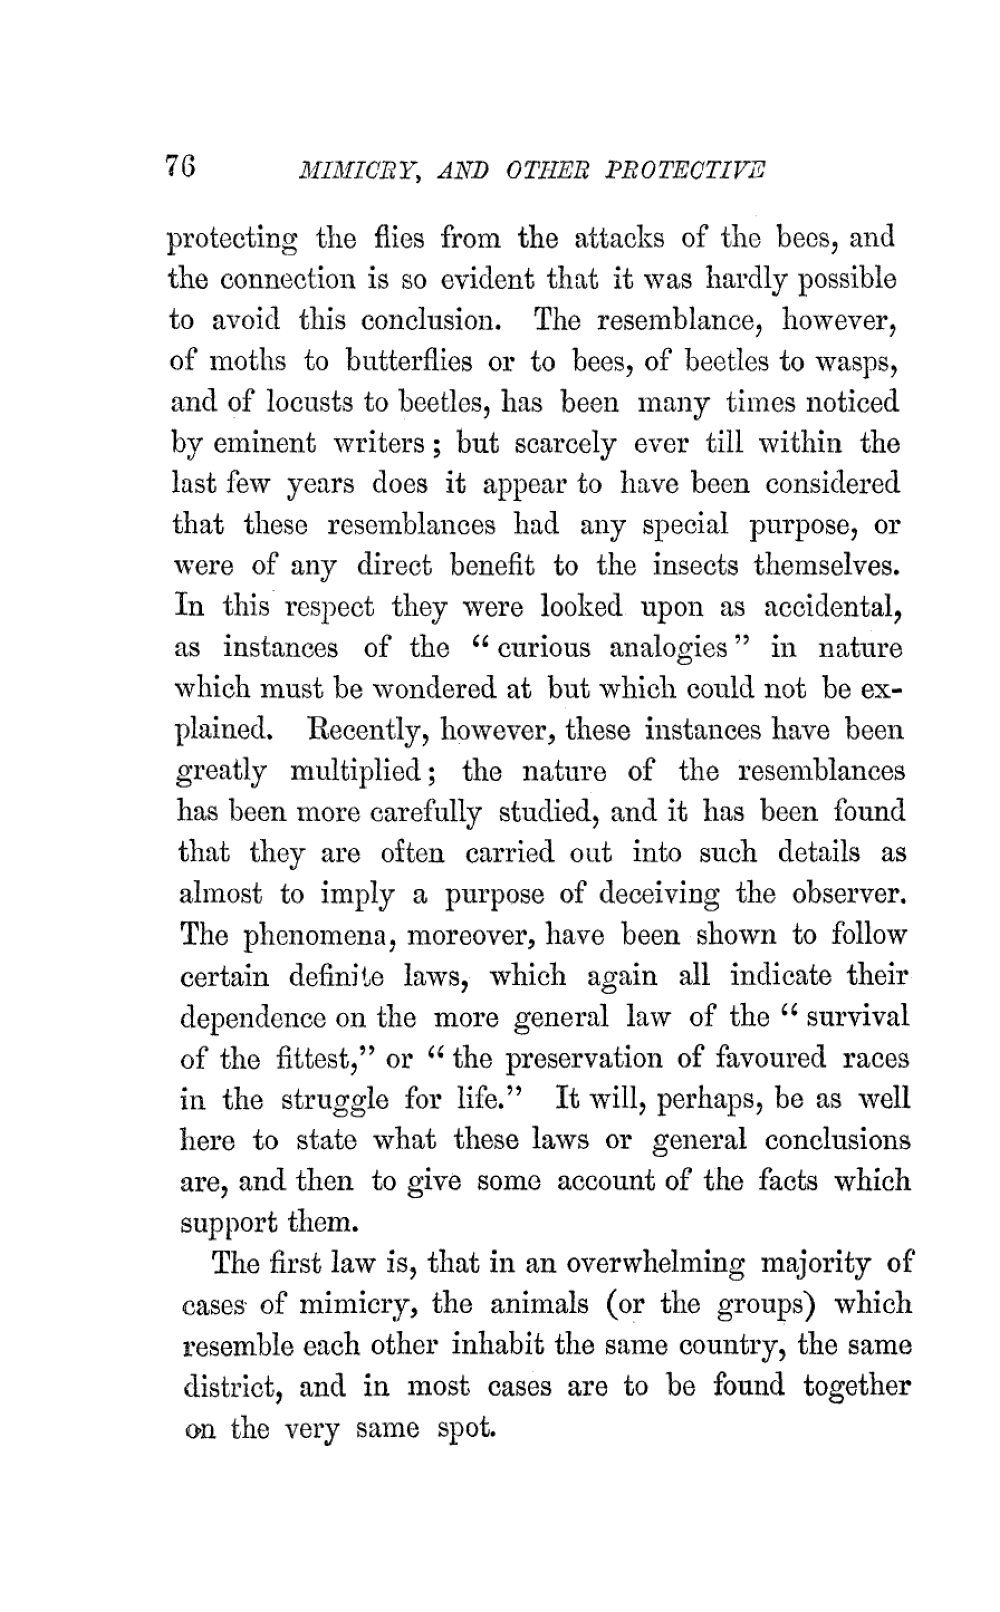 76 MIMICRY, AND OTHER PROTECTIVE
protecting the flies from the attacks of the bees, and
the connection is so evident that it was hardly possible
to avoid this conclusion. The resemblance, however,
of moths to butterflies or to bees, of beetles to wasps,
and of locusts to beetles, has been many times noticed
by eminent writers ; but scarcely ever till within the
last few years does it appear to have been considered
that these resemblances had any special purpose, or
were of any direct benefit to the insects themselves.
In this respect they were looked upon as accidental,
as instances of the “ curious analogies ” in nature
which must be wondered at but which could not be ex-
plained. Recently, however, these instances have been
greatly multiplied ; the nature of the resemblances
has been more carefully studied, and it has been found
that they are often carried out into such details as
almost to imply a purpose of deceiving the observer.
The phenomena, moreover, have been shown to follow
certain definite laws, which again all indicate their
dependence on the more general law of the “ survival
of the fittest,” or “ the preservation of favoured races
in the struggle for life.” It will, perhaps, be as well
here to state what these laws or general conclusions
are, and then to give some account of the facts which
support them.
The first law is, that in an overwhelming majority of
cases of mimicry, the animals (or the groups) which
resemble each other inhabit the same country, the same
district, and in most cases are to be found together
on the very same spot.